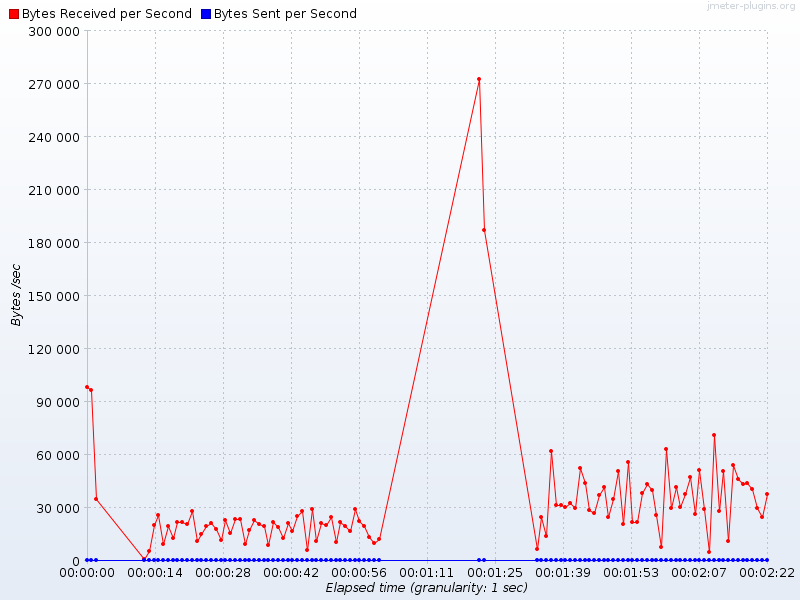 jmeter-plugins.org
Bytes Received per Second Bytes Sent per Second
300 000
270 000
240 000
210 000
180 000
150 000
120 000
90 000
60 000
30 000
0
Bytes /sec
00:00:00 00:00:14 00:00:28 00:00:42 00:00:56 00:01:11 00:01:25 00:01:39 00:01:53 00:02:07 00:02:22
Elapsed time (granularity: 1 sec)